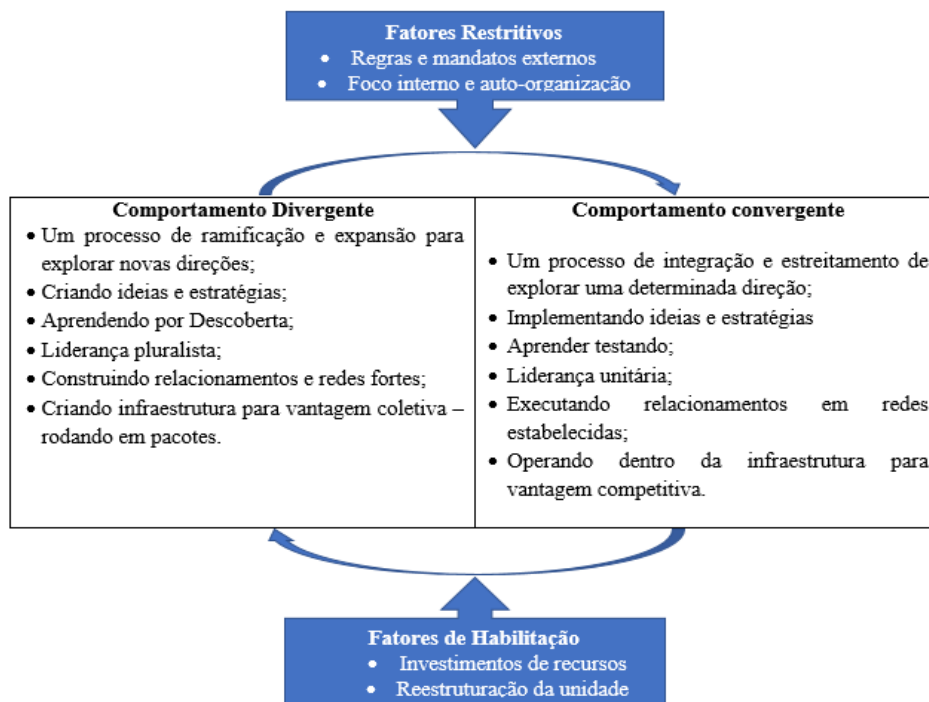 Fatores Restritivos
• Regras e mandatos externos
• Foco interno e auto-organização
Comportamento Divergente
• Um processo de ramificação e expansão para
explorar novas direções;
• Criando ideias e estratégias;
• Aprendendo por Descoberta;
• Liderança pluralista;
• Construindo relacionamentos e redes fortes;
• Criando infraestrutura para vantagem coletiva –
rodando em pacotes.
Comportamento convergente
• Um processo de integração e estreitamento de
explorar uma determinada direção;
• Implementando ideias e estratégias
• Aprender testando;
• Liderança unitária;
• Executando relacionamentos em redes
estabelecidas;
• Operando dentro da infraestrutura para
vantagem competitiva.
Fatores de Habilitação
• Investimentos de recursos
• Reestruturação da unidade